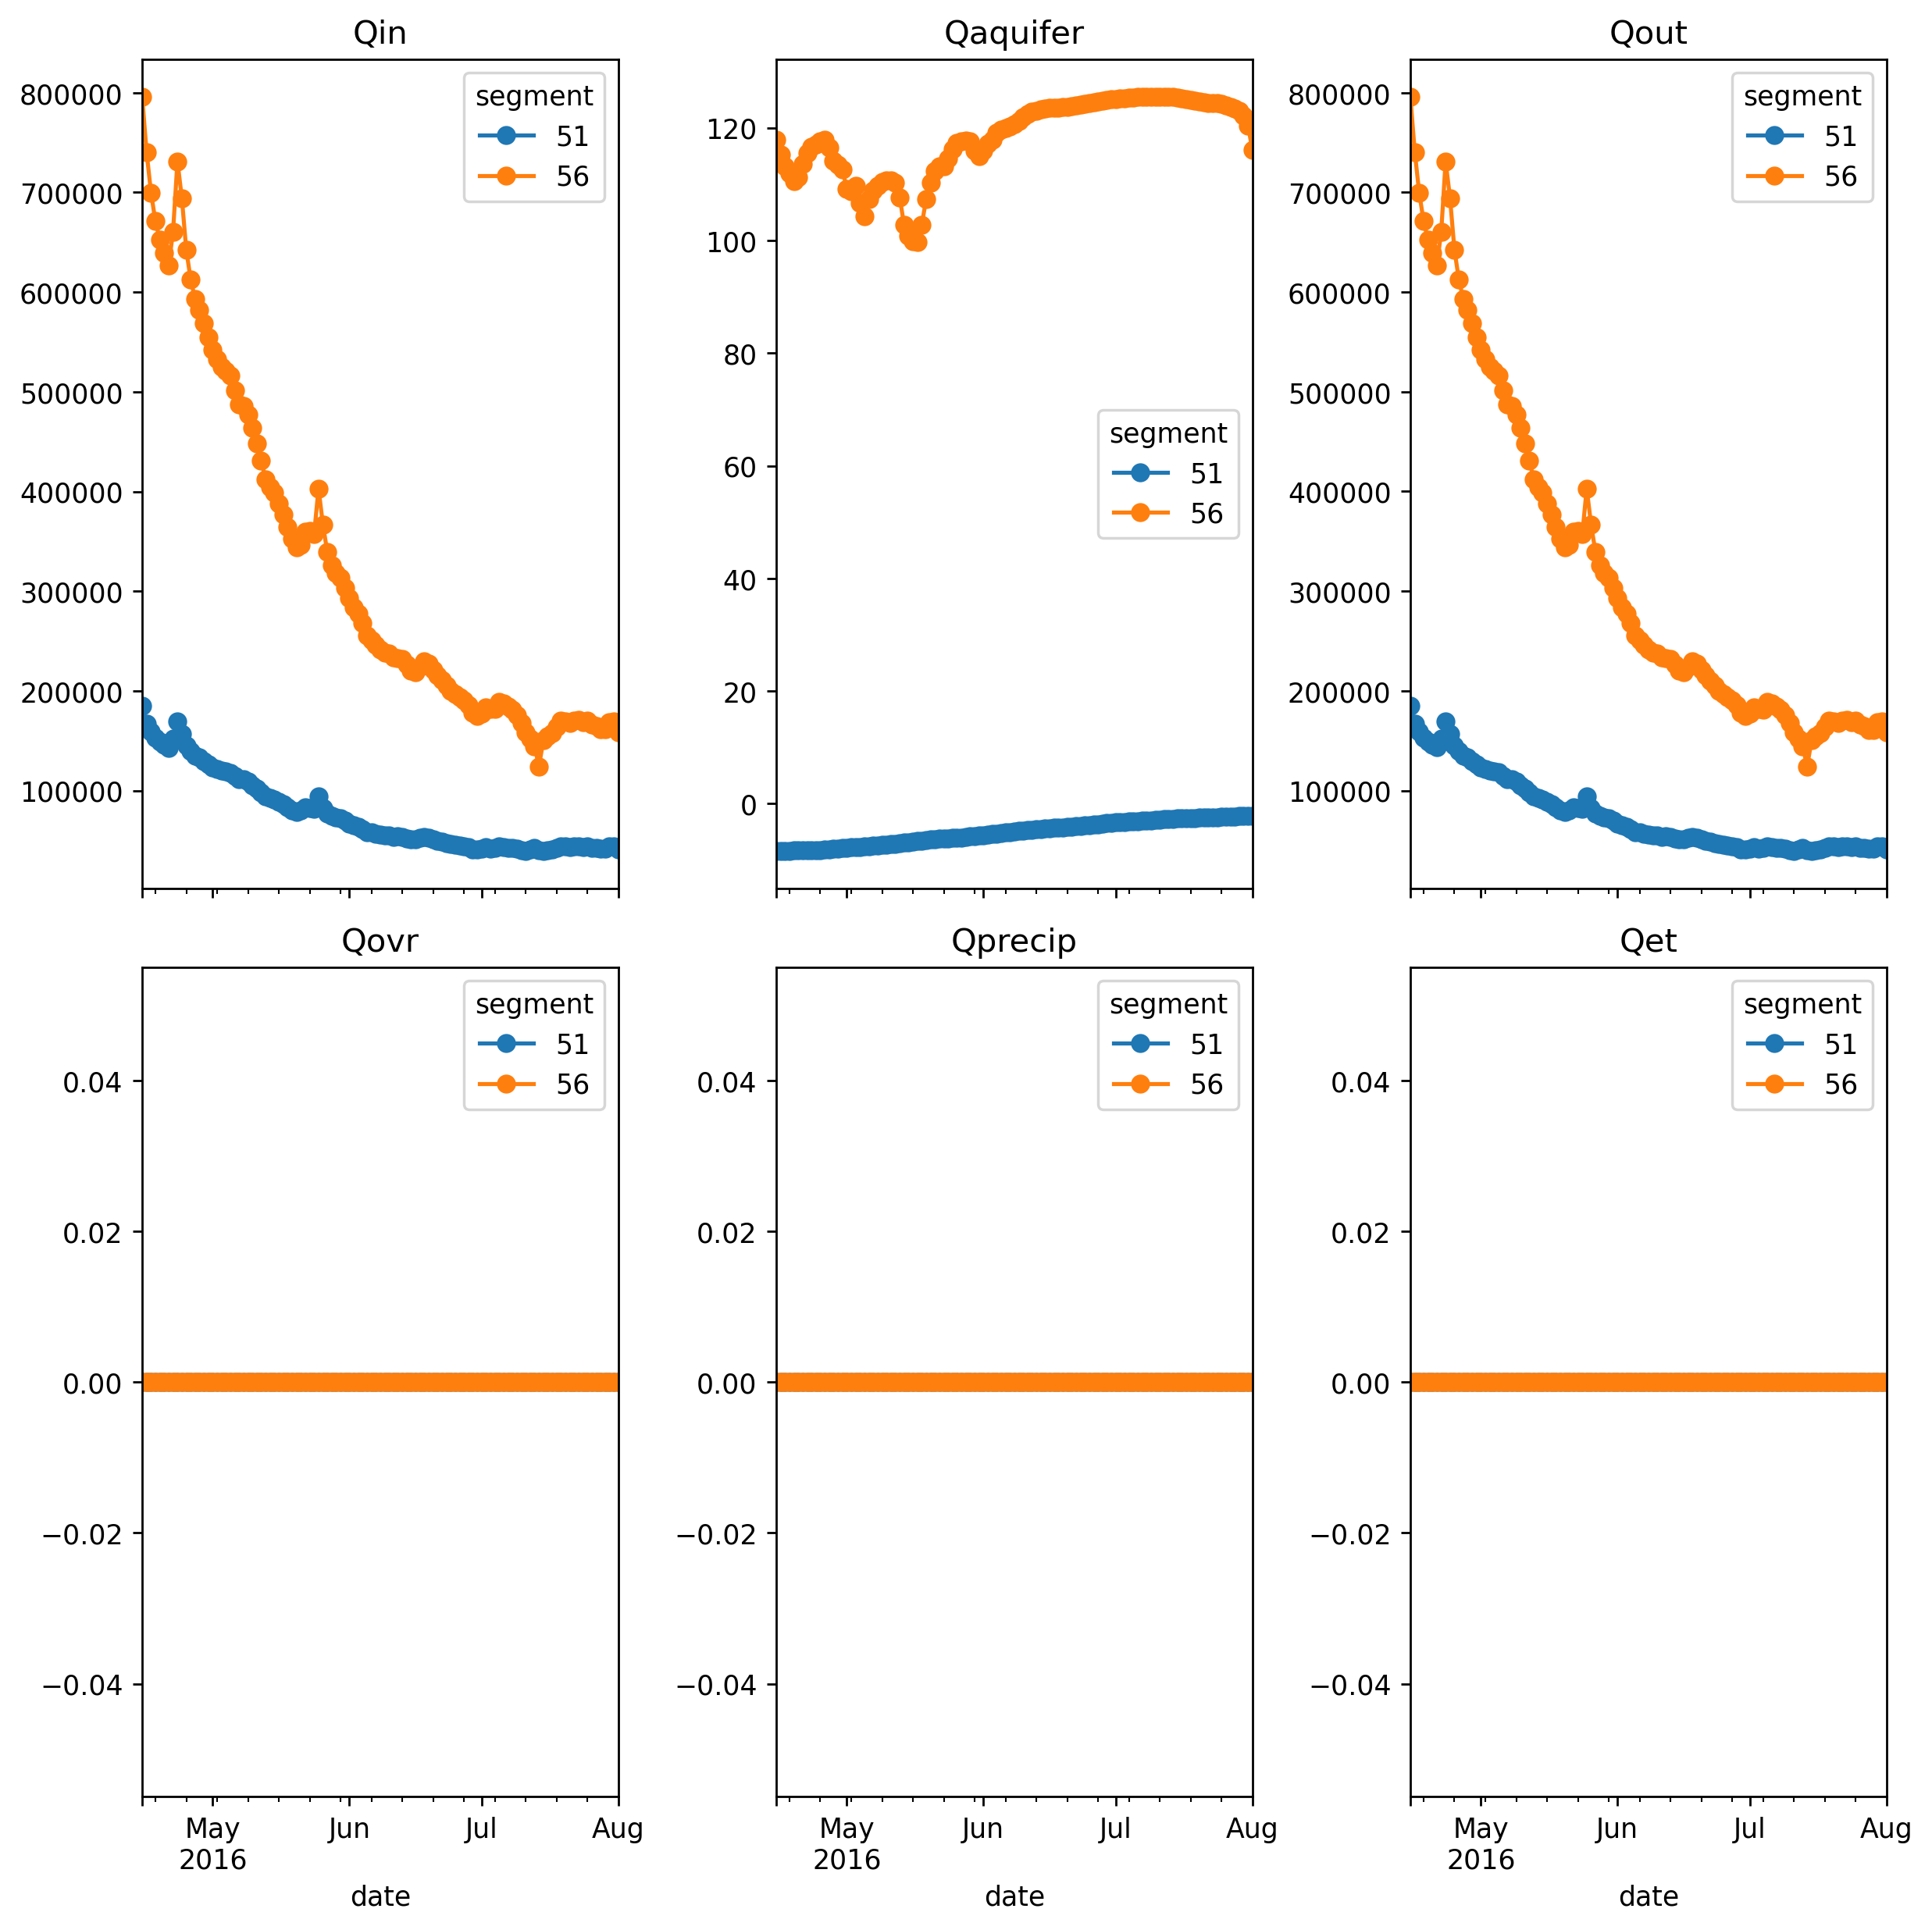 Qin
800000
700000
600000
500000
400000
300000
200000
100000
segment
51
56
Qaquifer
120
100
80
60
40
20
0
segment
51
56
Qout
800000
700000
600000
500000
400000
300000
200000
100000
segment
51
56
Qovr
0.04
0.02
0.00
−0.02
−0.04
segment
51
56
May
2016
Jun
Jul
Aug
date
Qprecip
0.04
0.02
0.00
−0.02
−0.04
segment
51
56
May
2016
Jun
Jul
Aug
date
Qet
0.04
0.02
0.00
−0.02
−0.04
segment
51
56
May
2016
Jun
Jul
Aug
date